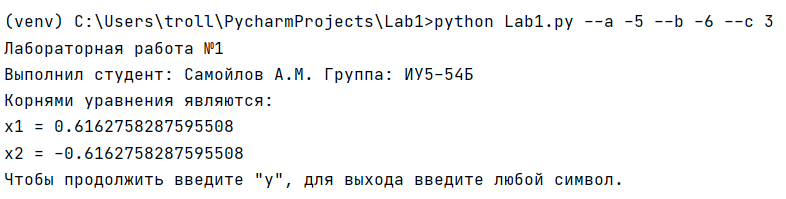 (venv) C:\Users\troll\PycharmProjects\Lab1>python Lab1.py --a -5 --b -6 --c 3
Лабораторная работа №1
Выполнил студент: Самойлов А.М. Группа: ИУ5-54Б
Корнями уравнения являются:
x1 = 0.6162758287595508
x2 = -0.6162758287595508
Чтобы продолжить введите "y", для выхода введите любой символ.